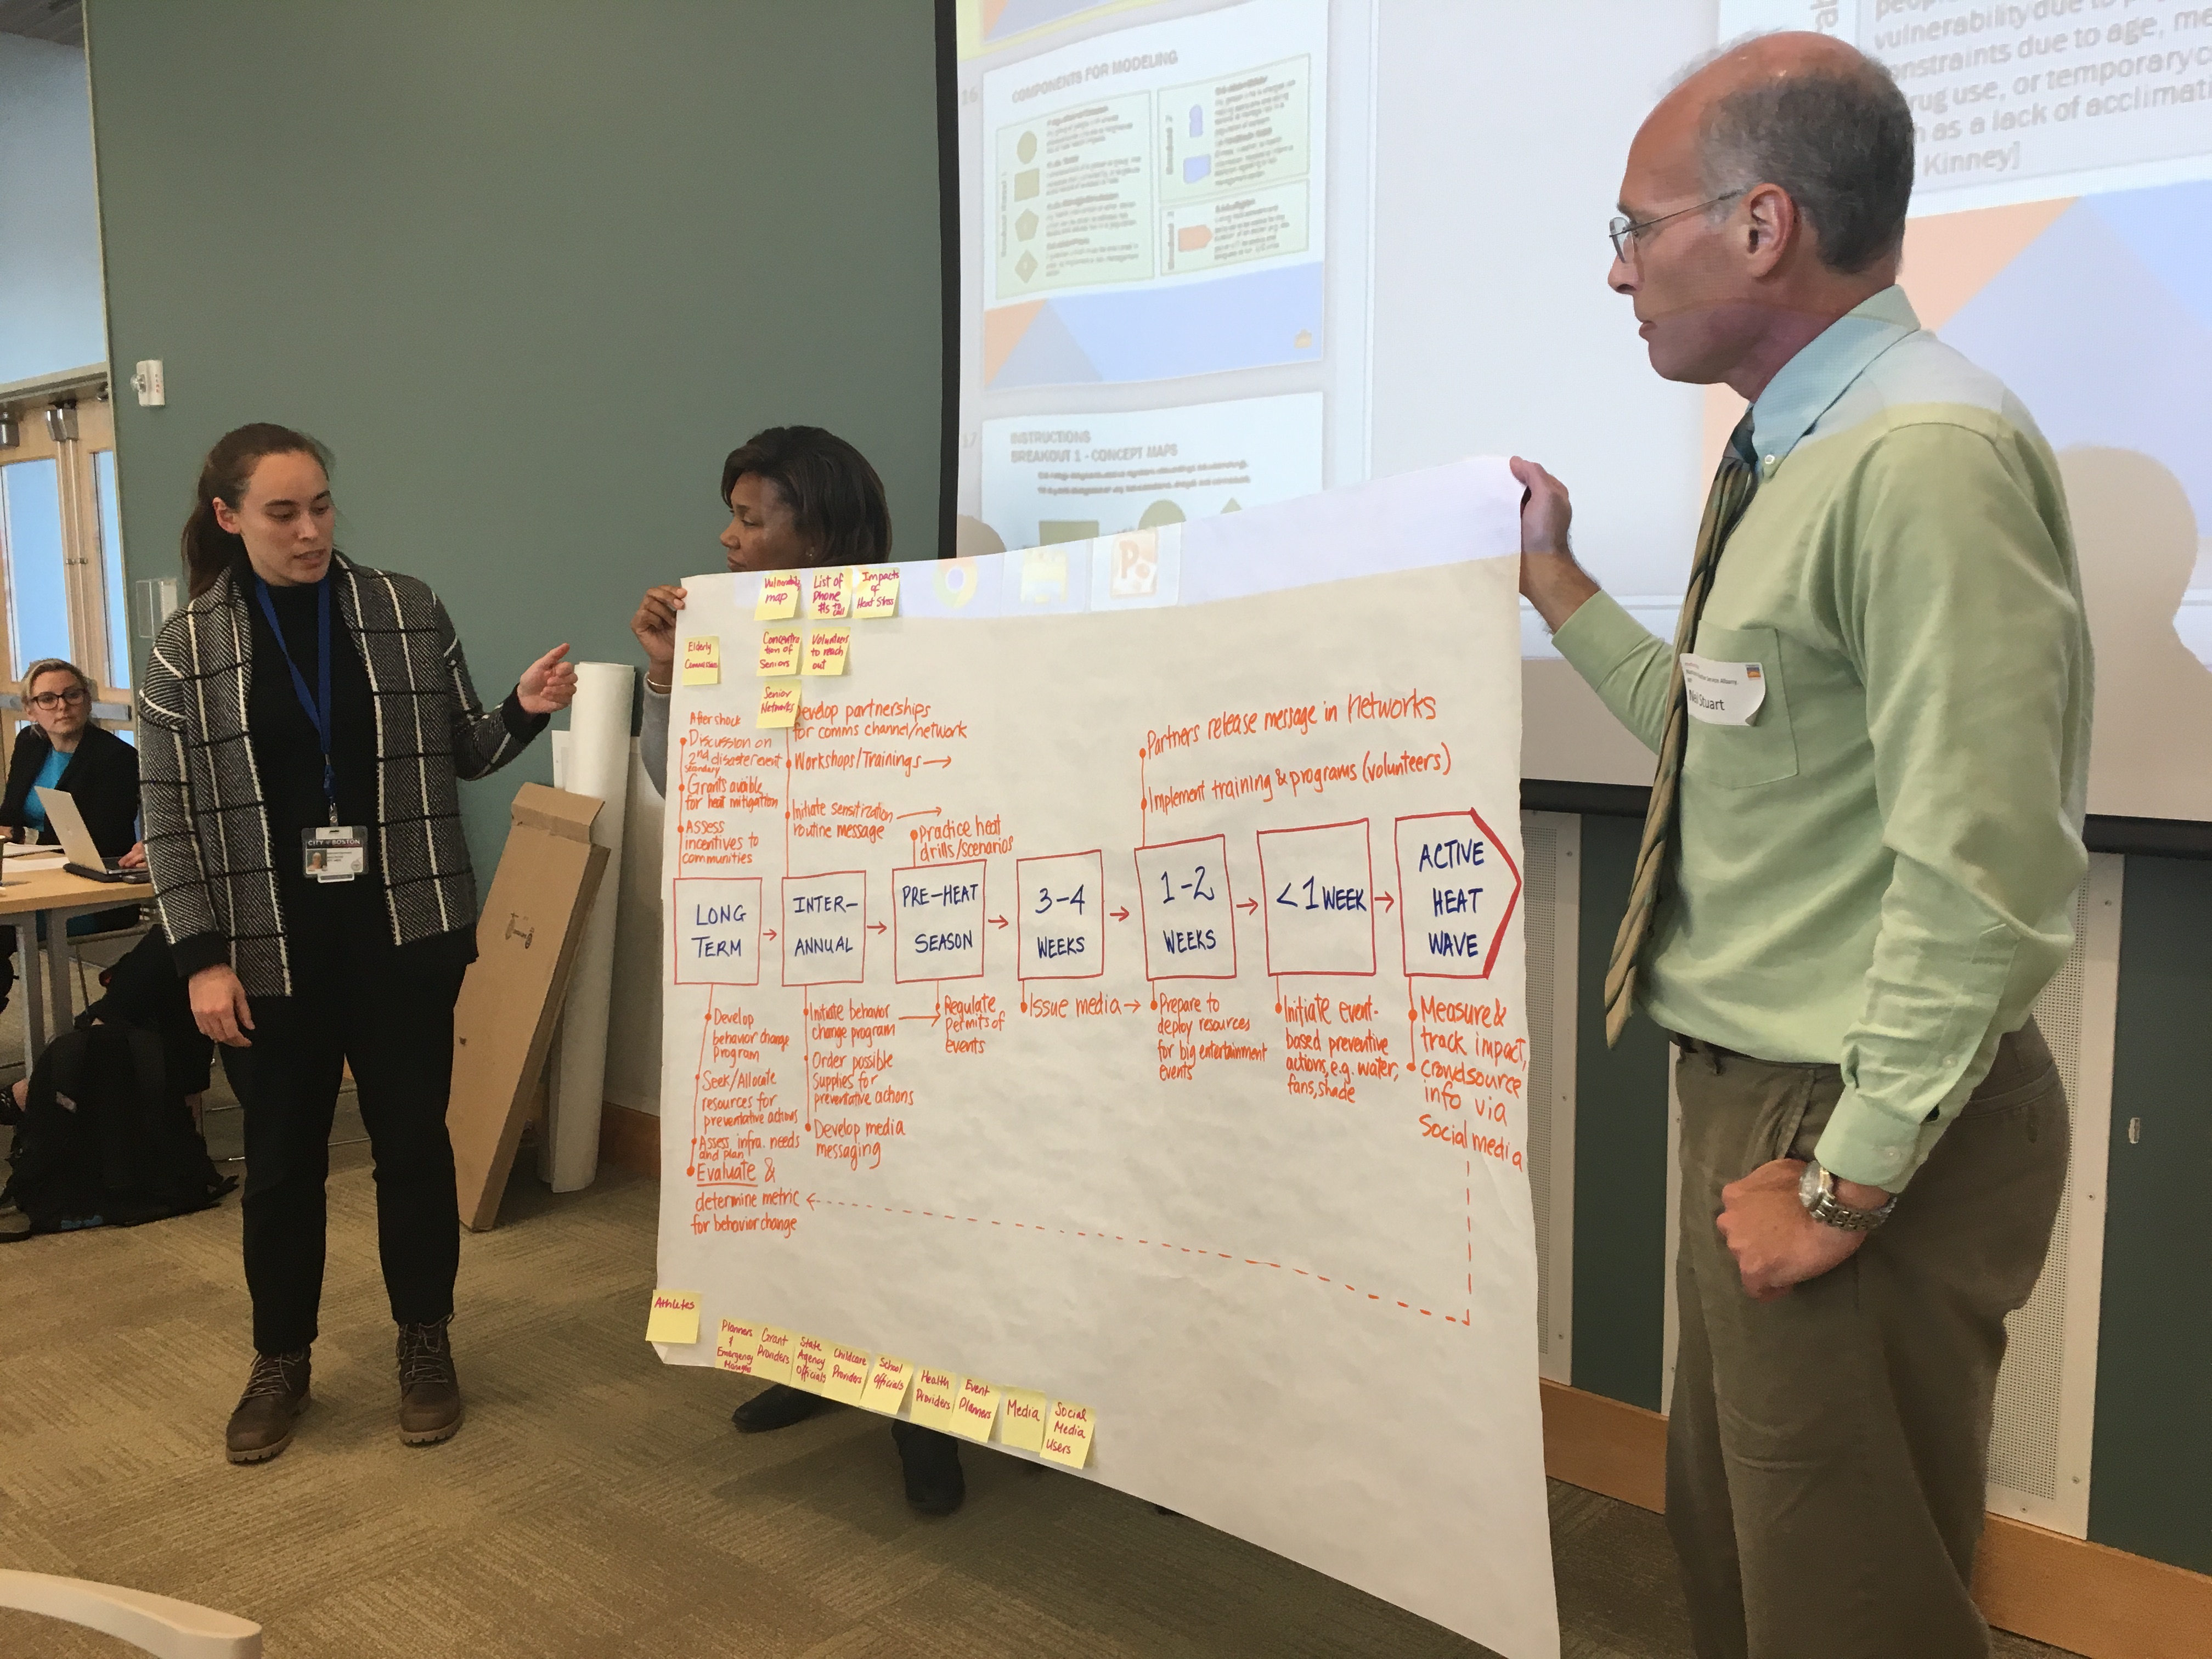 16
COMPONENTS FOR MODELING
17
INSTRUCTIONS
BREAKOUT 1 - CONCEPT MAPS
vulnerability due to
constraints due to age,
drug use, or temporary
as a lack of
Kinney]
CITY of BOSTON
Stuart
Vulnerability
map
List of
Phone
#s to
Impacts
of
Heat Stress
Elderly
Concentra
tion of
Seniors
Volunteers
to reach
out
Senior
Networks
After shock
Discussion on
2nd disaster event
secondary
Grants avaible
for heat mitigation
Assess
incentives to
communities
Develop partnerships
for comms channel/network
Workshops/Trainings →
Initiate sensitization →
routine message
Practice heat
drills/scenarios
Partners release message in networks
Implement training & programs (volunteers)
LONG
TERM
→
INTER-
ANNUAL
→
PRE-HEAT
SEASON
→
3-4
WEEKS
→
1-2
WEEKS
→
<1 WEEK
→
ACTIVE
HEAT
WAVE
Develop
behavior change
program
Seek/Allocate
resources for
preventative actions
Assess infra. needs
and plan
Evaluate &
determine metric
for behavior change
Initiate behavior
change program →
Order possible
supplies for
preventative actions
Develop media
messaging
Regulate
permits of
events
Issue media →
Prepare to
deploy resources
for big entertainment
events
Initiate event-
based preventive
actions, e.g. water,
fans, shade
Measure &
track impact,
crowdsource
info via
Social media
Athletes
Planners
&
Emergency
Managers
Grant
Providers
State
Agency
Officials
Childcare
Providers
School
Officials
Health
Providers
Event
Planners
Media
Social
Media
Users